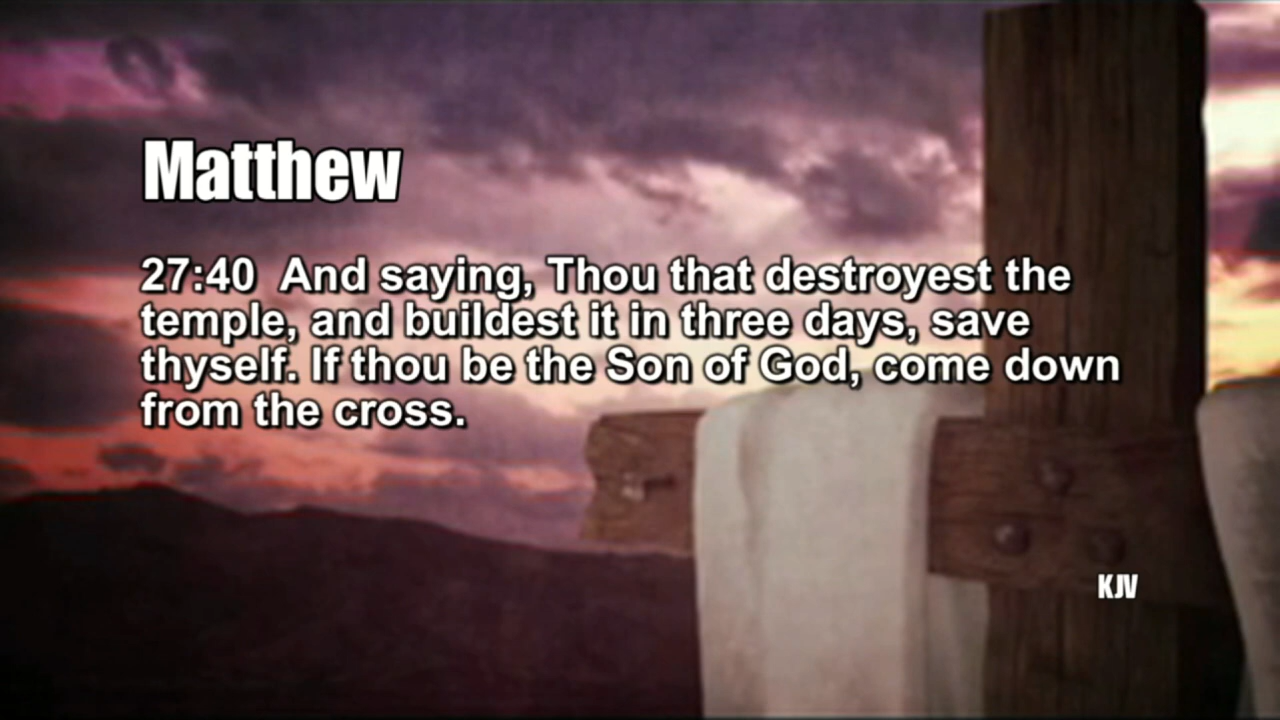 Matthew
27:40 And saying, Thou that destroyest the
temple, and buildest it in three days, save
thyself. If thou be the Son of God, come down
from the cross.
KJV